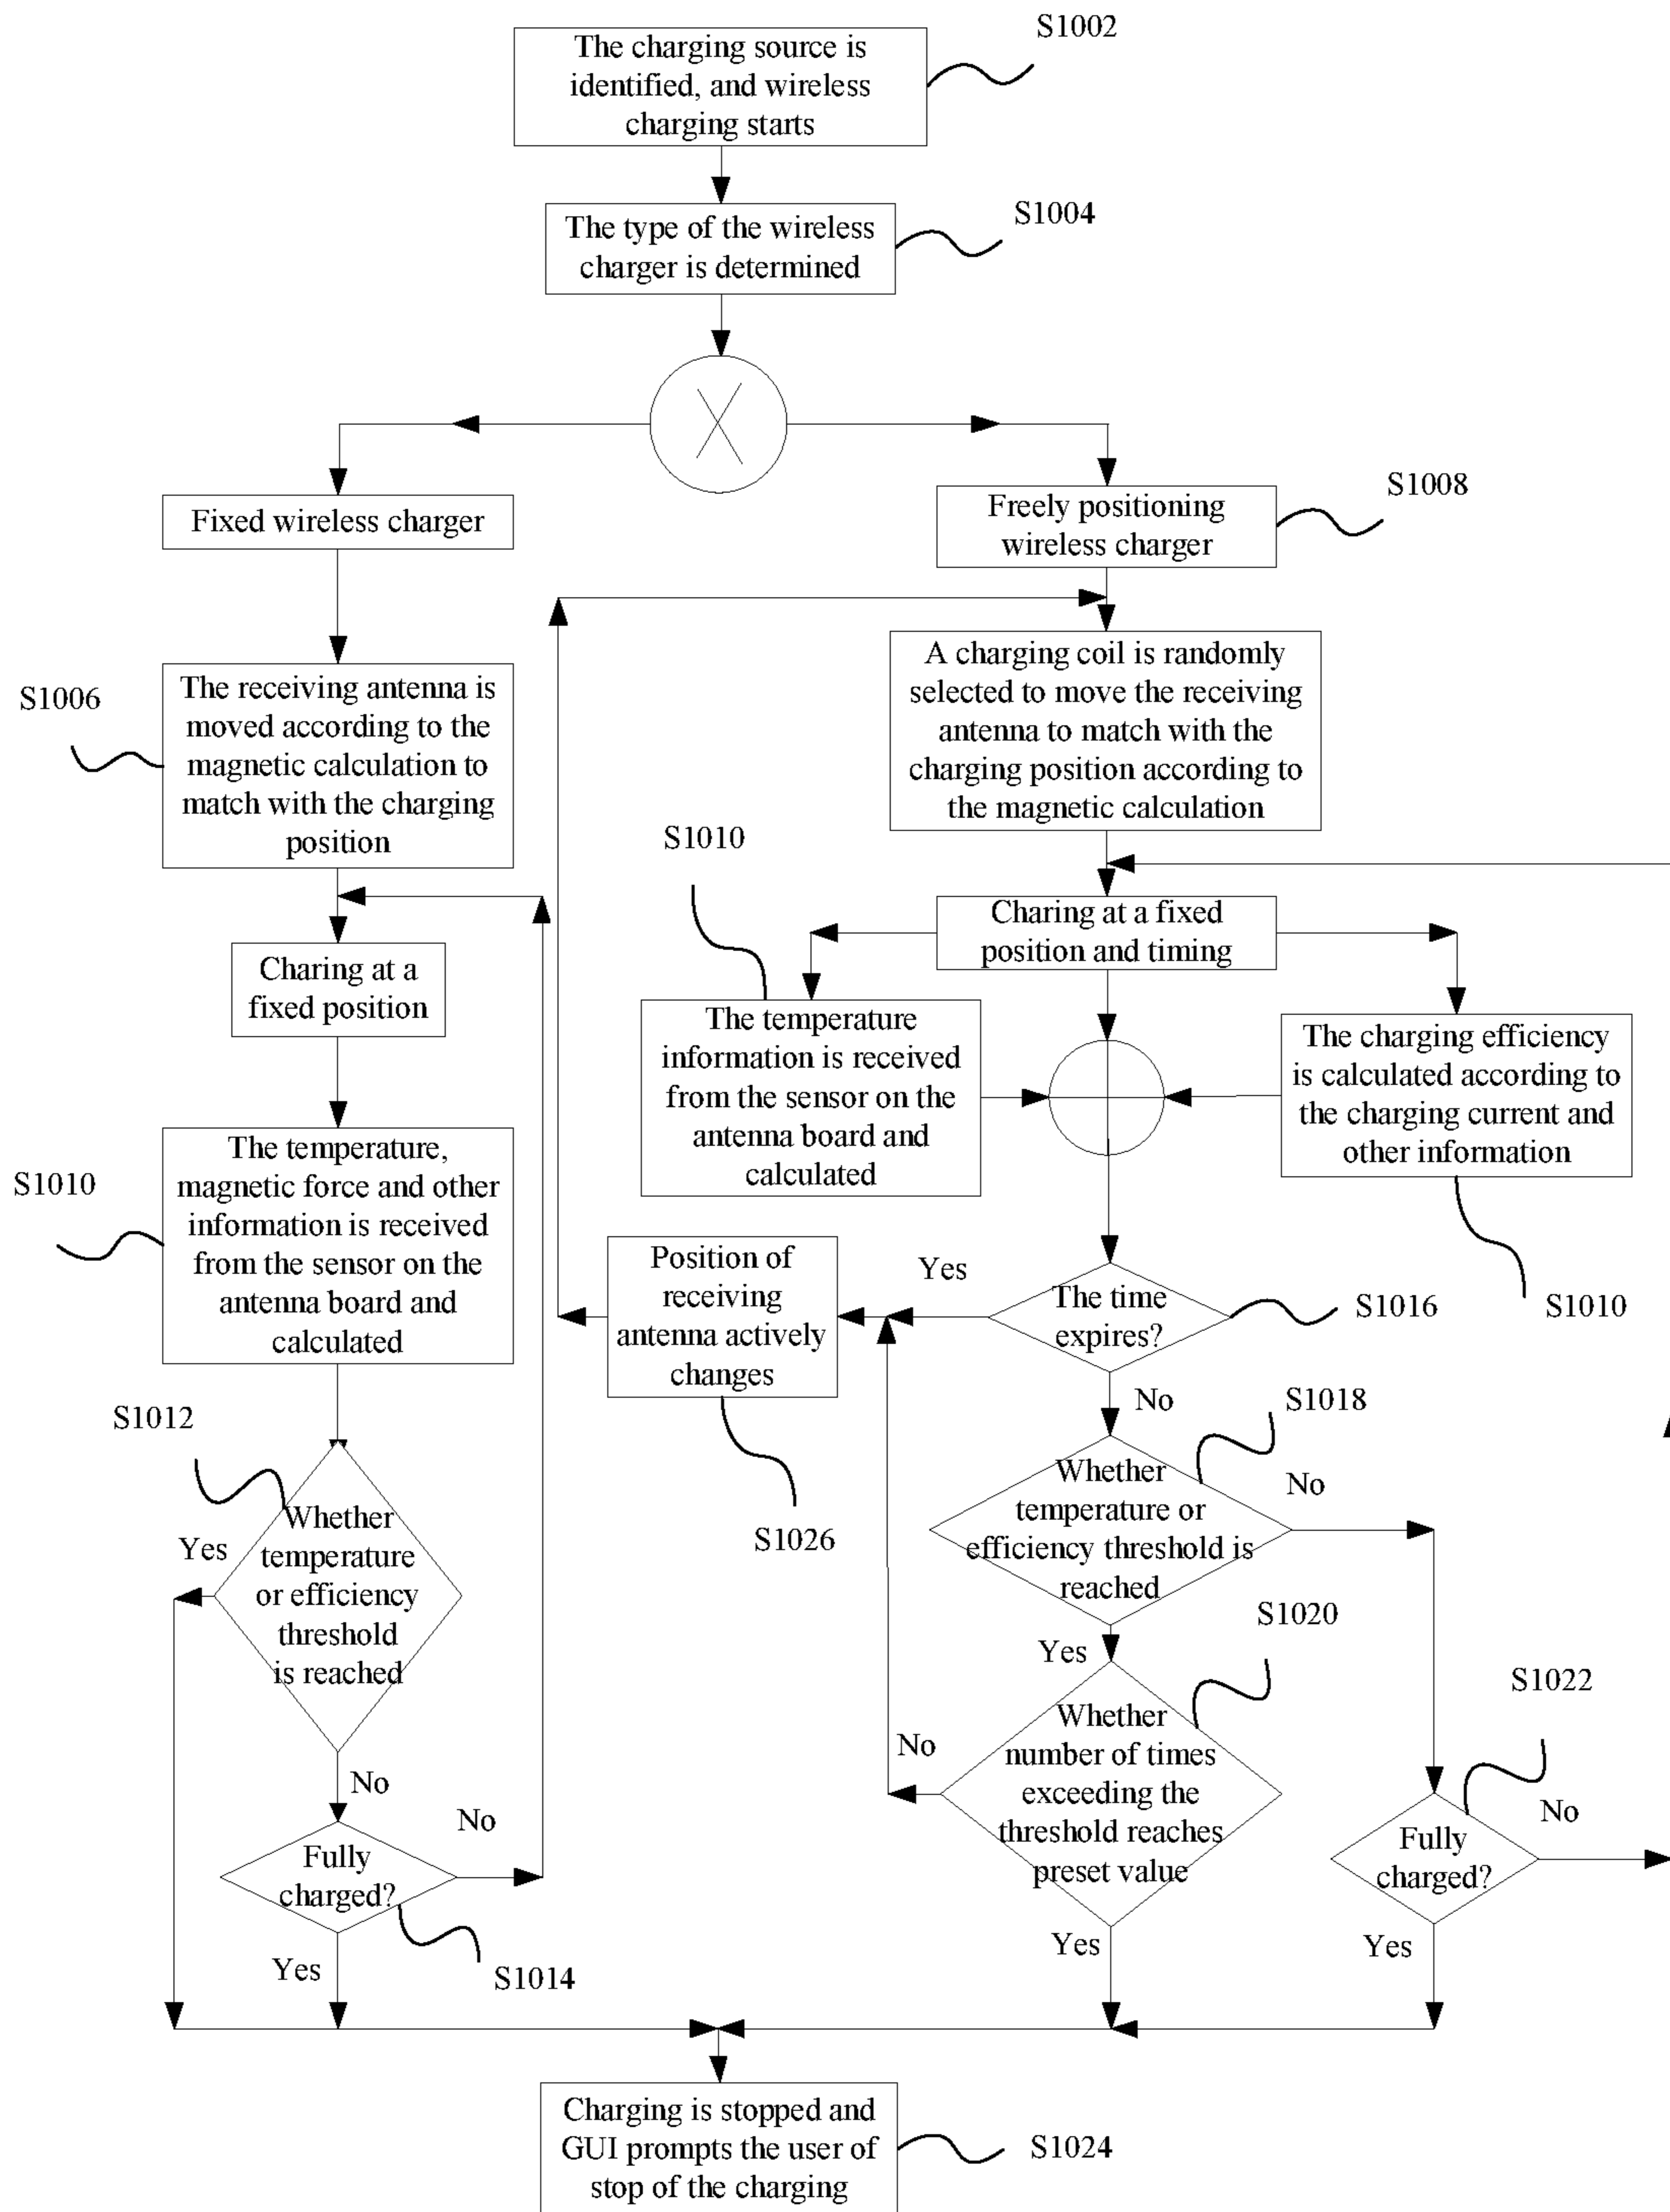 The charging source is
identified, and wireless
charging starts
S1002
The type of the wireless
charger is determined
S1004
Fixed wireless charger
Freely positioning
wireless charger
S1008
S1006
The receiving antenna is
moved according to the
magnetic calculation to
match with the charging
position
A charging coil is randomly
selected to move the receiving
antenna to match with the
charging position according to
the magnetic calculation
S1010
Charing at a
fixed position
Charing at a fixed
position and timing
The temperature
information is received
from the sensor on the
antenna board and
calculated
The charging efficiency
is calculated according to
the charging current and
other information
S1010
S1010
The temperature,
magnetic force and other
information is received
from the sensor on the
antenna board and
calculated
Position of
receiving
antenna actively
changes
S1026
Yes
The time
expires?
S1016
No
S1018
S1012
Whether
temperature
or efficiency
threshold
is reached
Yes
Whether
temperature or
efficiency threshold is
reached
No
Yes
S1020
No
Whether
number of times
exceeding the
threshold reaches
preset value
No
S1022
Fully
charged?
No
Yes
S1014
Yes
Fully
charged?
No
Yes
Charging is stopped and
GUI prompts the user of
stop of the charging
S1024